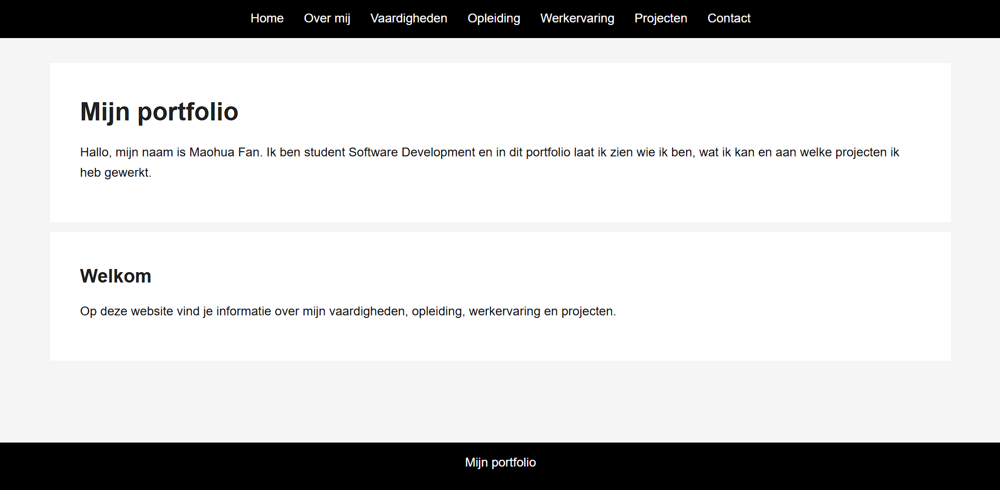 Home Over mij Vaardigheden Opleiding Werkervaring Projecten Contact
Mijn portfolio
Hallo, mijn naam is Maohua Fan. Ik ben student Software Development en in dit portfolio laat ik zien wie ik ben, wat ik kan en aan welke projecten ik
heb gewerkt.
Welkom
Op deze website vind je informatie over mijn vaardigheden, opleiding, werkervaring en projecten.
Mijn portfolio